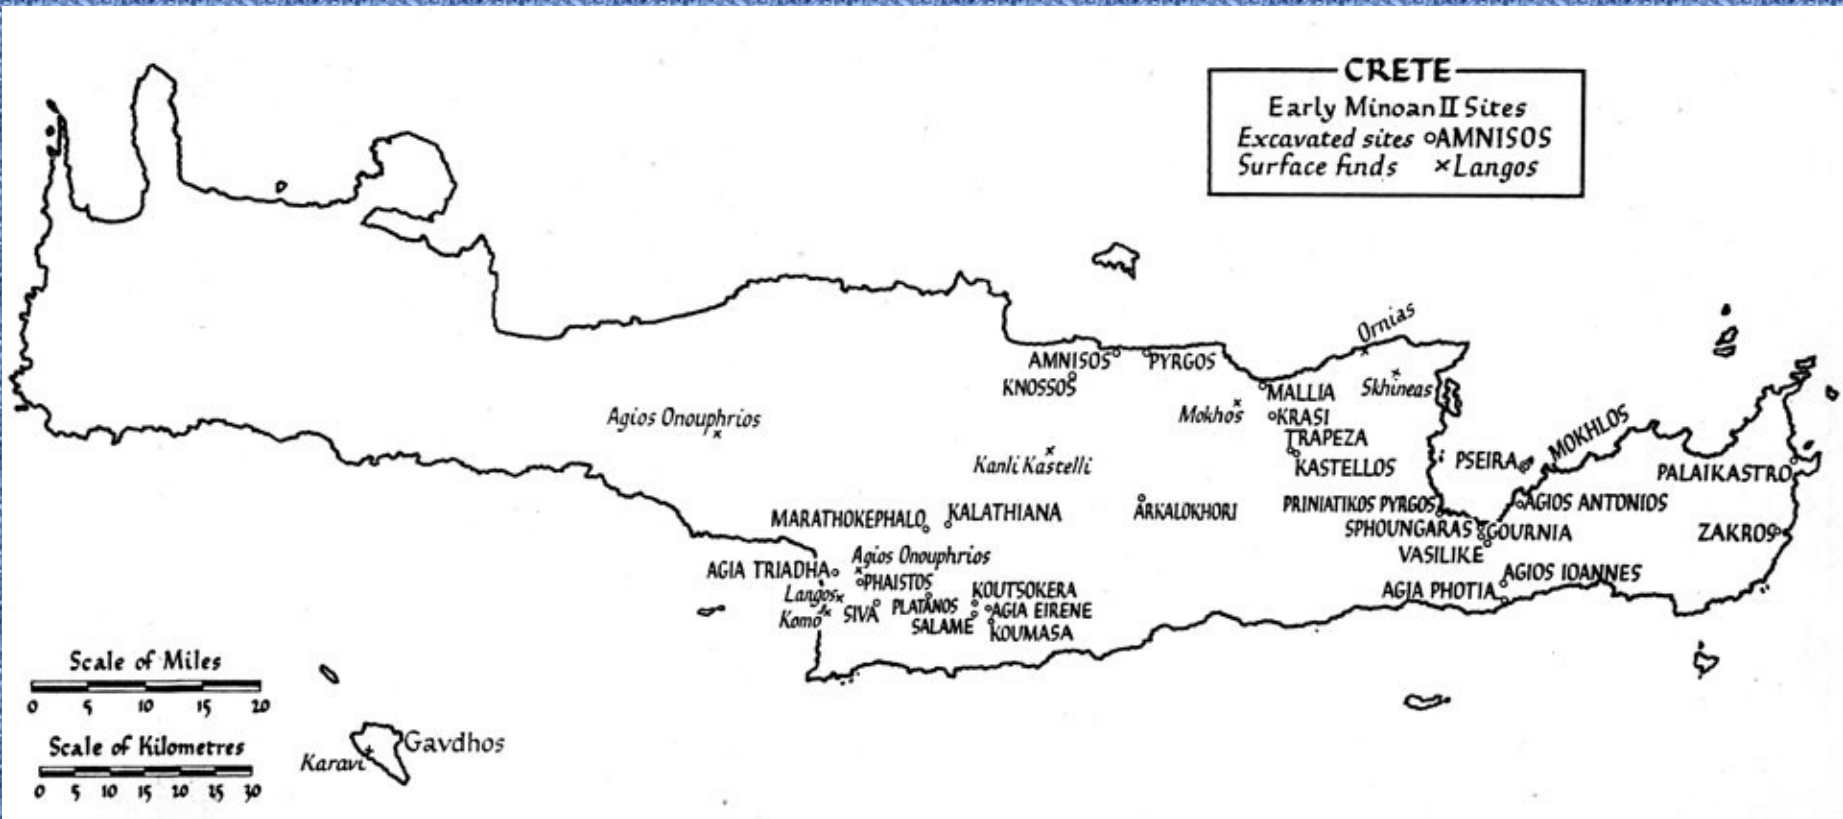 CRETE
Early Minoan II Sites
Excavated sites AMNISOS
Surface finds ×Langos
Ornias
AMNISOS
PYRGOS
KNOSSOS
MALLIA
Skhineas
Mokhos
KRASI
Agios Onouphrios
TRAPEZA
MOKHLOS
Kanli Kastelli
KASTELLOS
PSEIRA
PALAIKASTRO
MARATHOKEPHALO
KALATHIANA
ARKALOKHORI
PRINIATIKOS PYRGOS
AGIOS ANTONIOS
SPHOUNGARAS
GOURNIA
ZAKROS
VASILIKE
Agios Onouphrios
AGIA TRIADHA
PHAISTOS
AGIOS IOANNES
Langos
KOUTSOKERA
AGIA PHOTIA
Komo
SIVA
PLATANOS
AGIA EIRENE
SALAME
KOUMASA
Scale of Miles
0 5 10 15 20
Gavdhos
Karavi
Scale of Kilometres
0 5 10 15 20 25 30